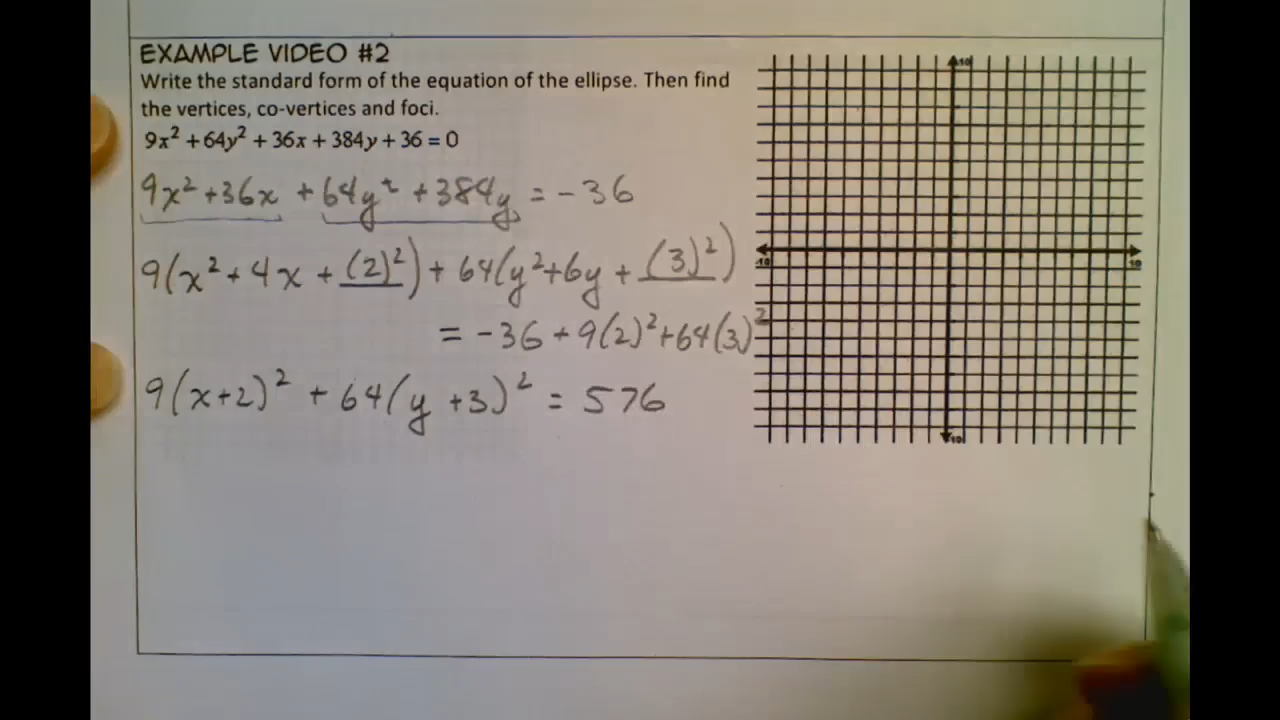 EXAMPLE VIDEO #2
Write the standard form of the equation of the ellipse. Then find
the vertices, co-vertices and foci.
9x² + 64y² + 36x + 384y + 36 = 0
9x² + 36x + 64y² + 384y = -36
9(x² + 4x + (2)²) + 64(y² + 6y + (3)²)
= -36 + 9(2)² + 64(3)²
9(x+2)² + 64(y+3)² = 576
10
-10
10
-10